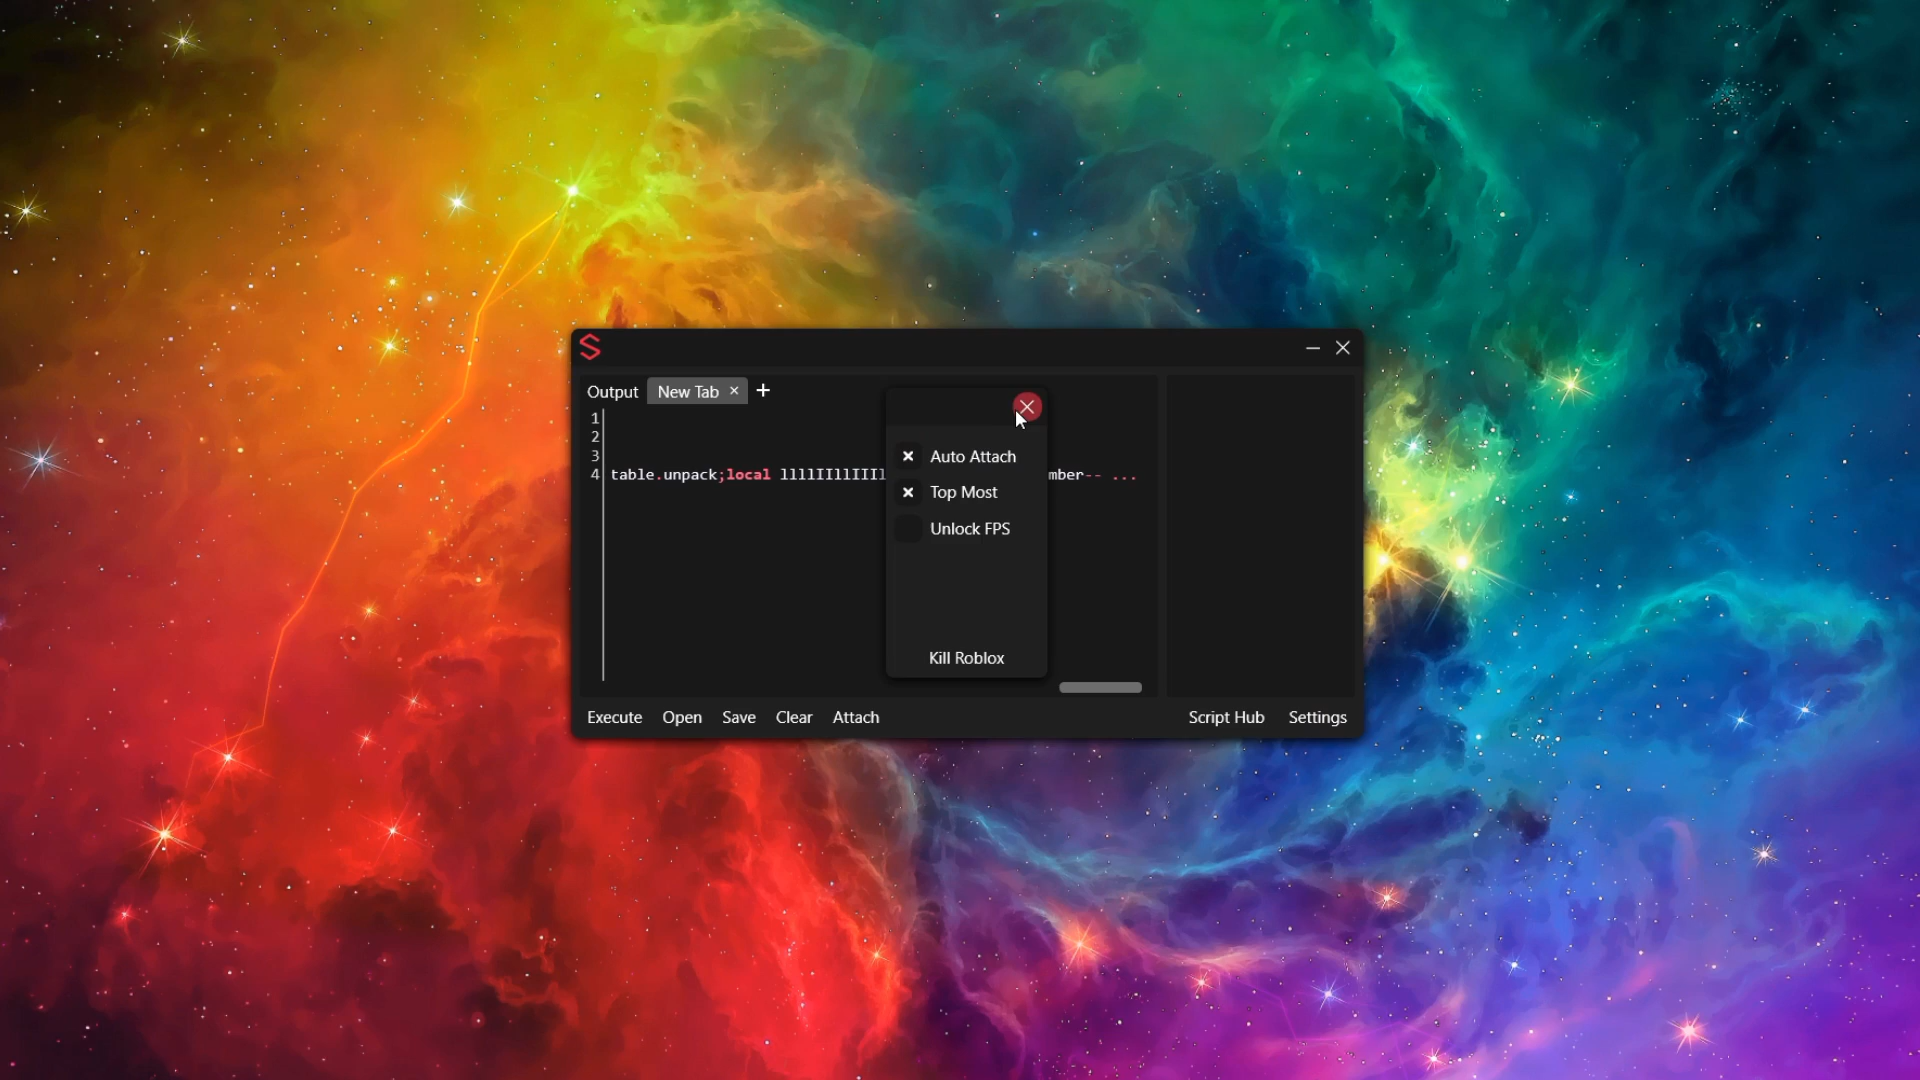 Output New Tab
1
2
3
4 table.unpack;local mber-- ...
Auto Attach
Top Most
Unlock FPS
Kill Roblox
Execute Open Save Clear Attach Script Hub Settings